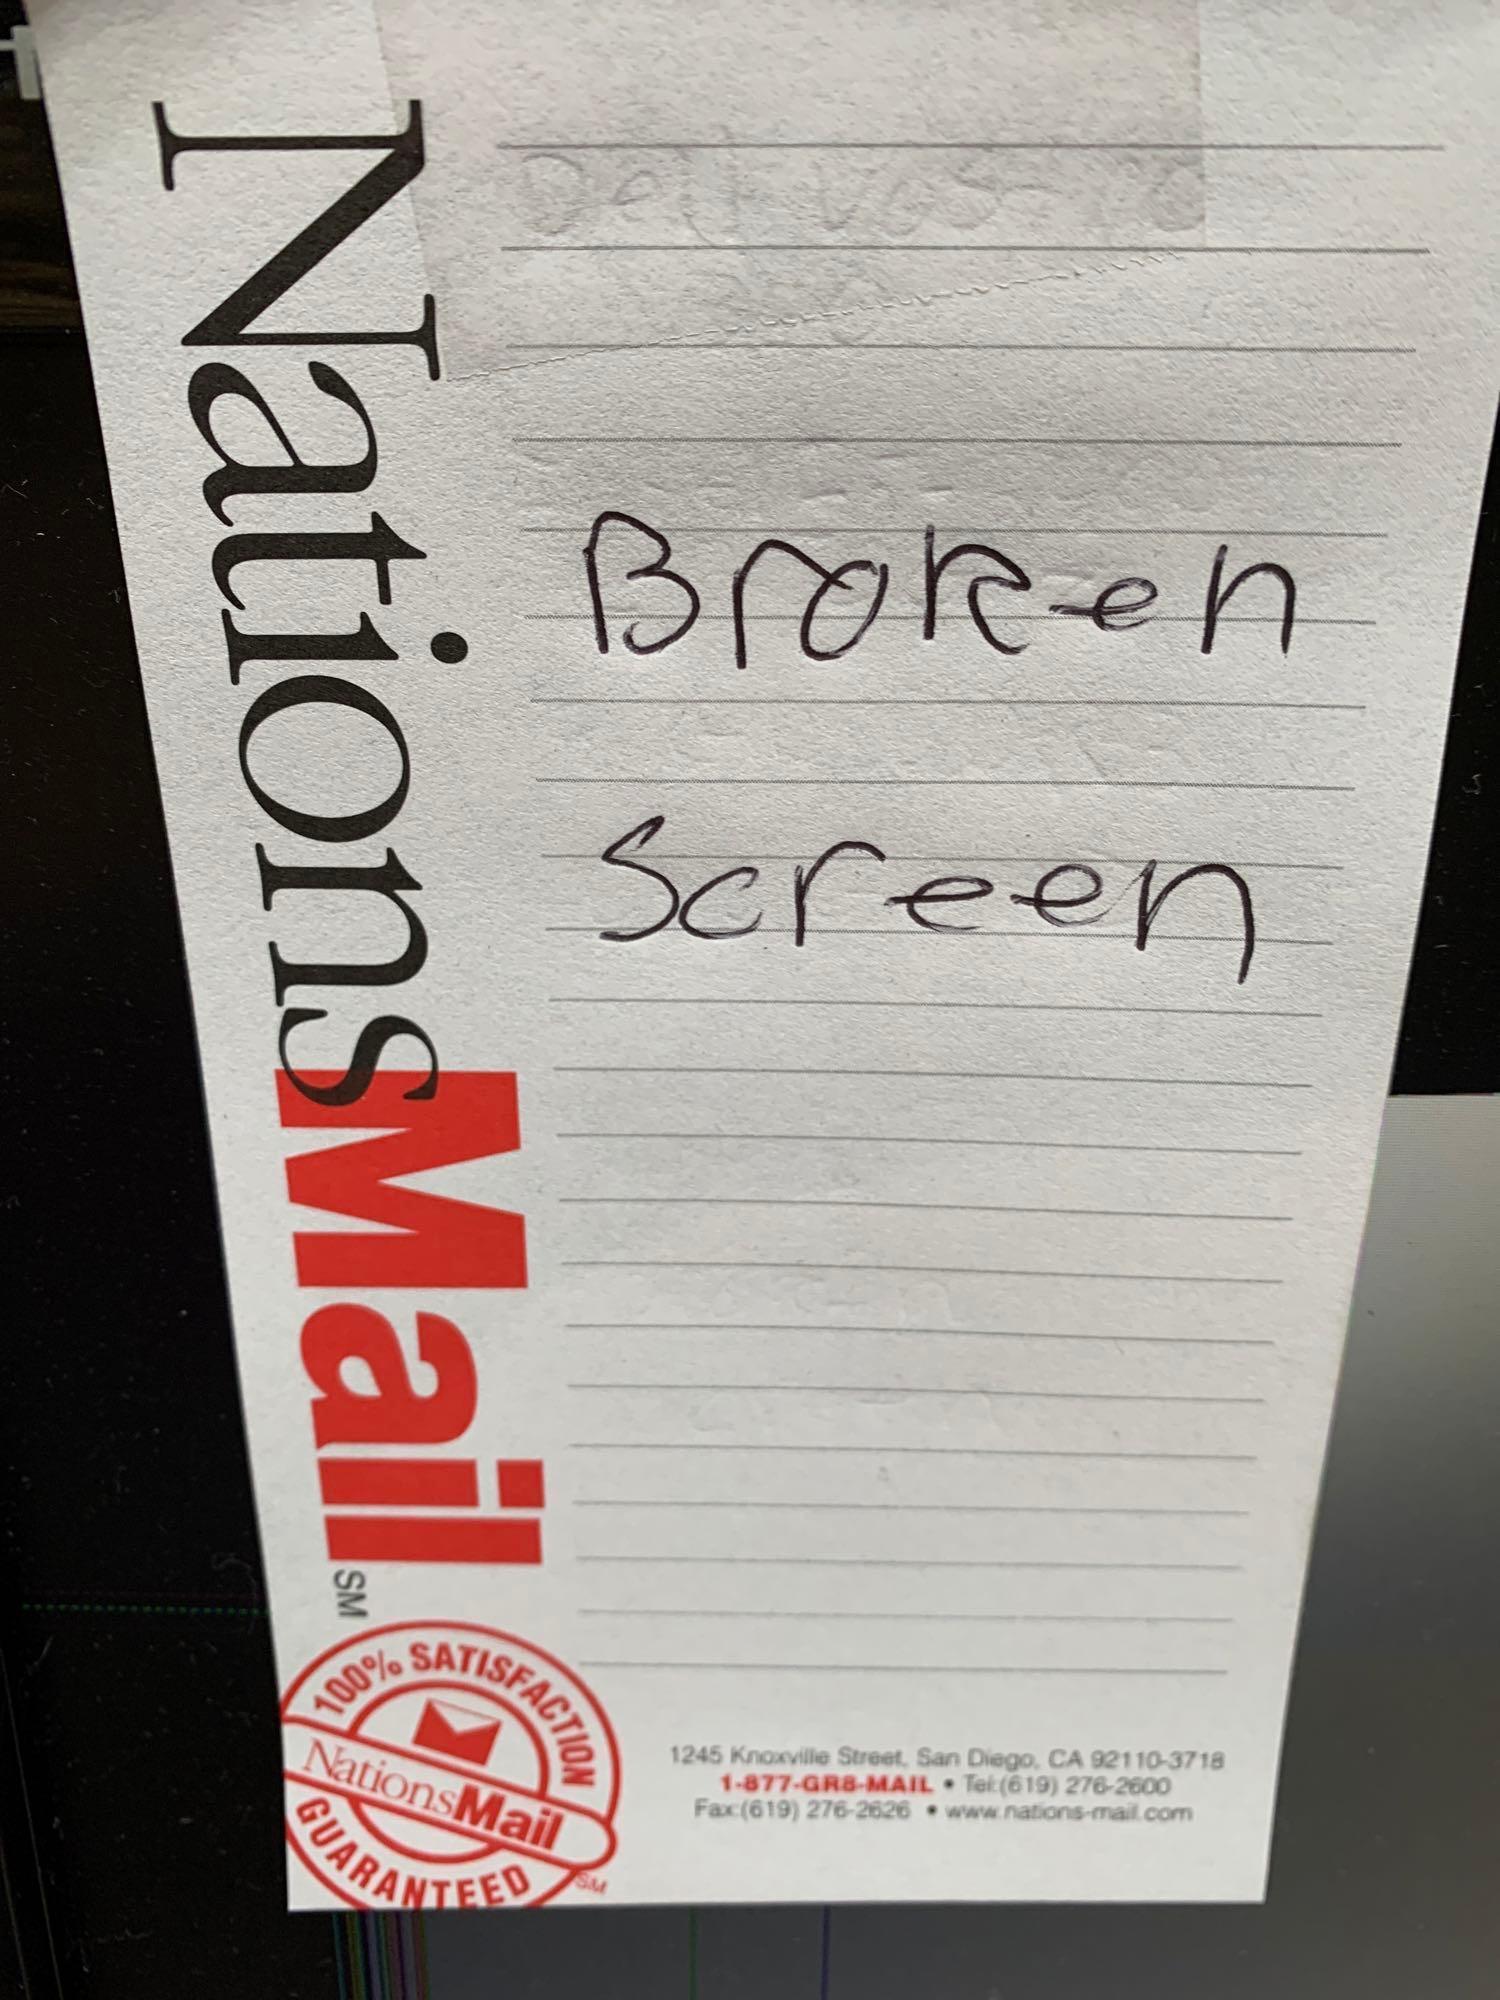 Broken
Screen
NationsMail SM
100% SATISFACTION
NationsMail
GUARANTEED
SM
1245 Knoxville Street, San Diego, CA 92110-3718
1-877-GR8-MAIL • Tel:(619) 276-2600
Fax:(619) 276-2626 • www.nations-mail.com